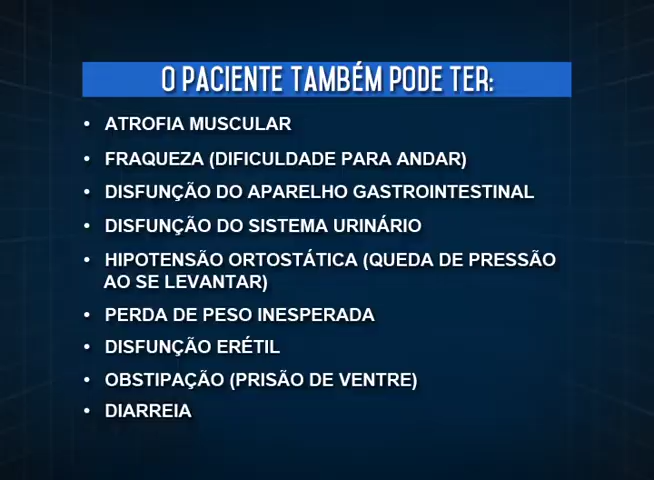 O PACIENTE TAMBÉM PODE TER:
• ATROFIA MUSCULAR
• FRAQUEZA (DIFICULDADE PARA ANDAR)
• DISFUNÇÃO DO APARELHO GASTROINTESTINAL
• DISFUNÇÃO DO SISTEMA URINÁRIO
• HIPOTENSÃO ORTOSTÁTICA (QUEDA DE PRESSÃO
AO SE LEVANTAR)
• PERDA DE PESO INESPERADA
• DISFUNÇÃO ERÉTIL
• OBSTIPAÇÃO (PRISÃO DE VENTRE)
• DIARREIA